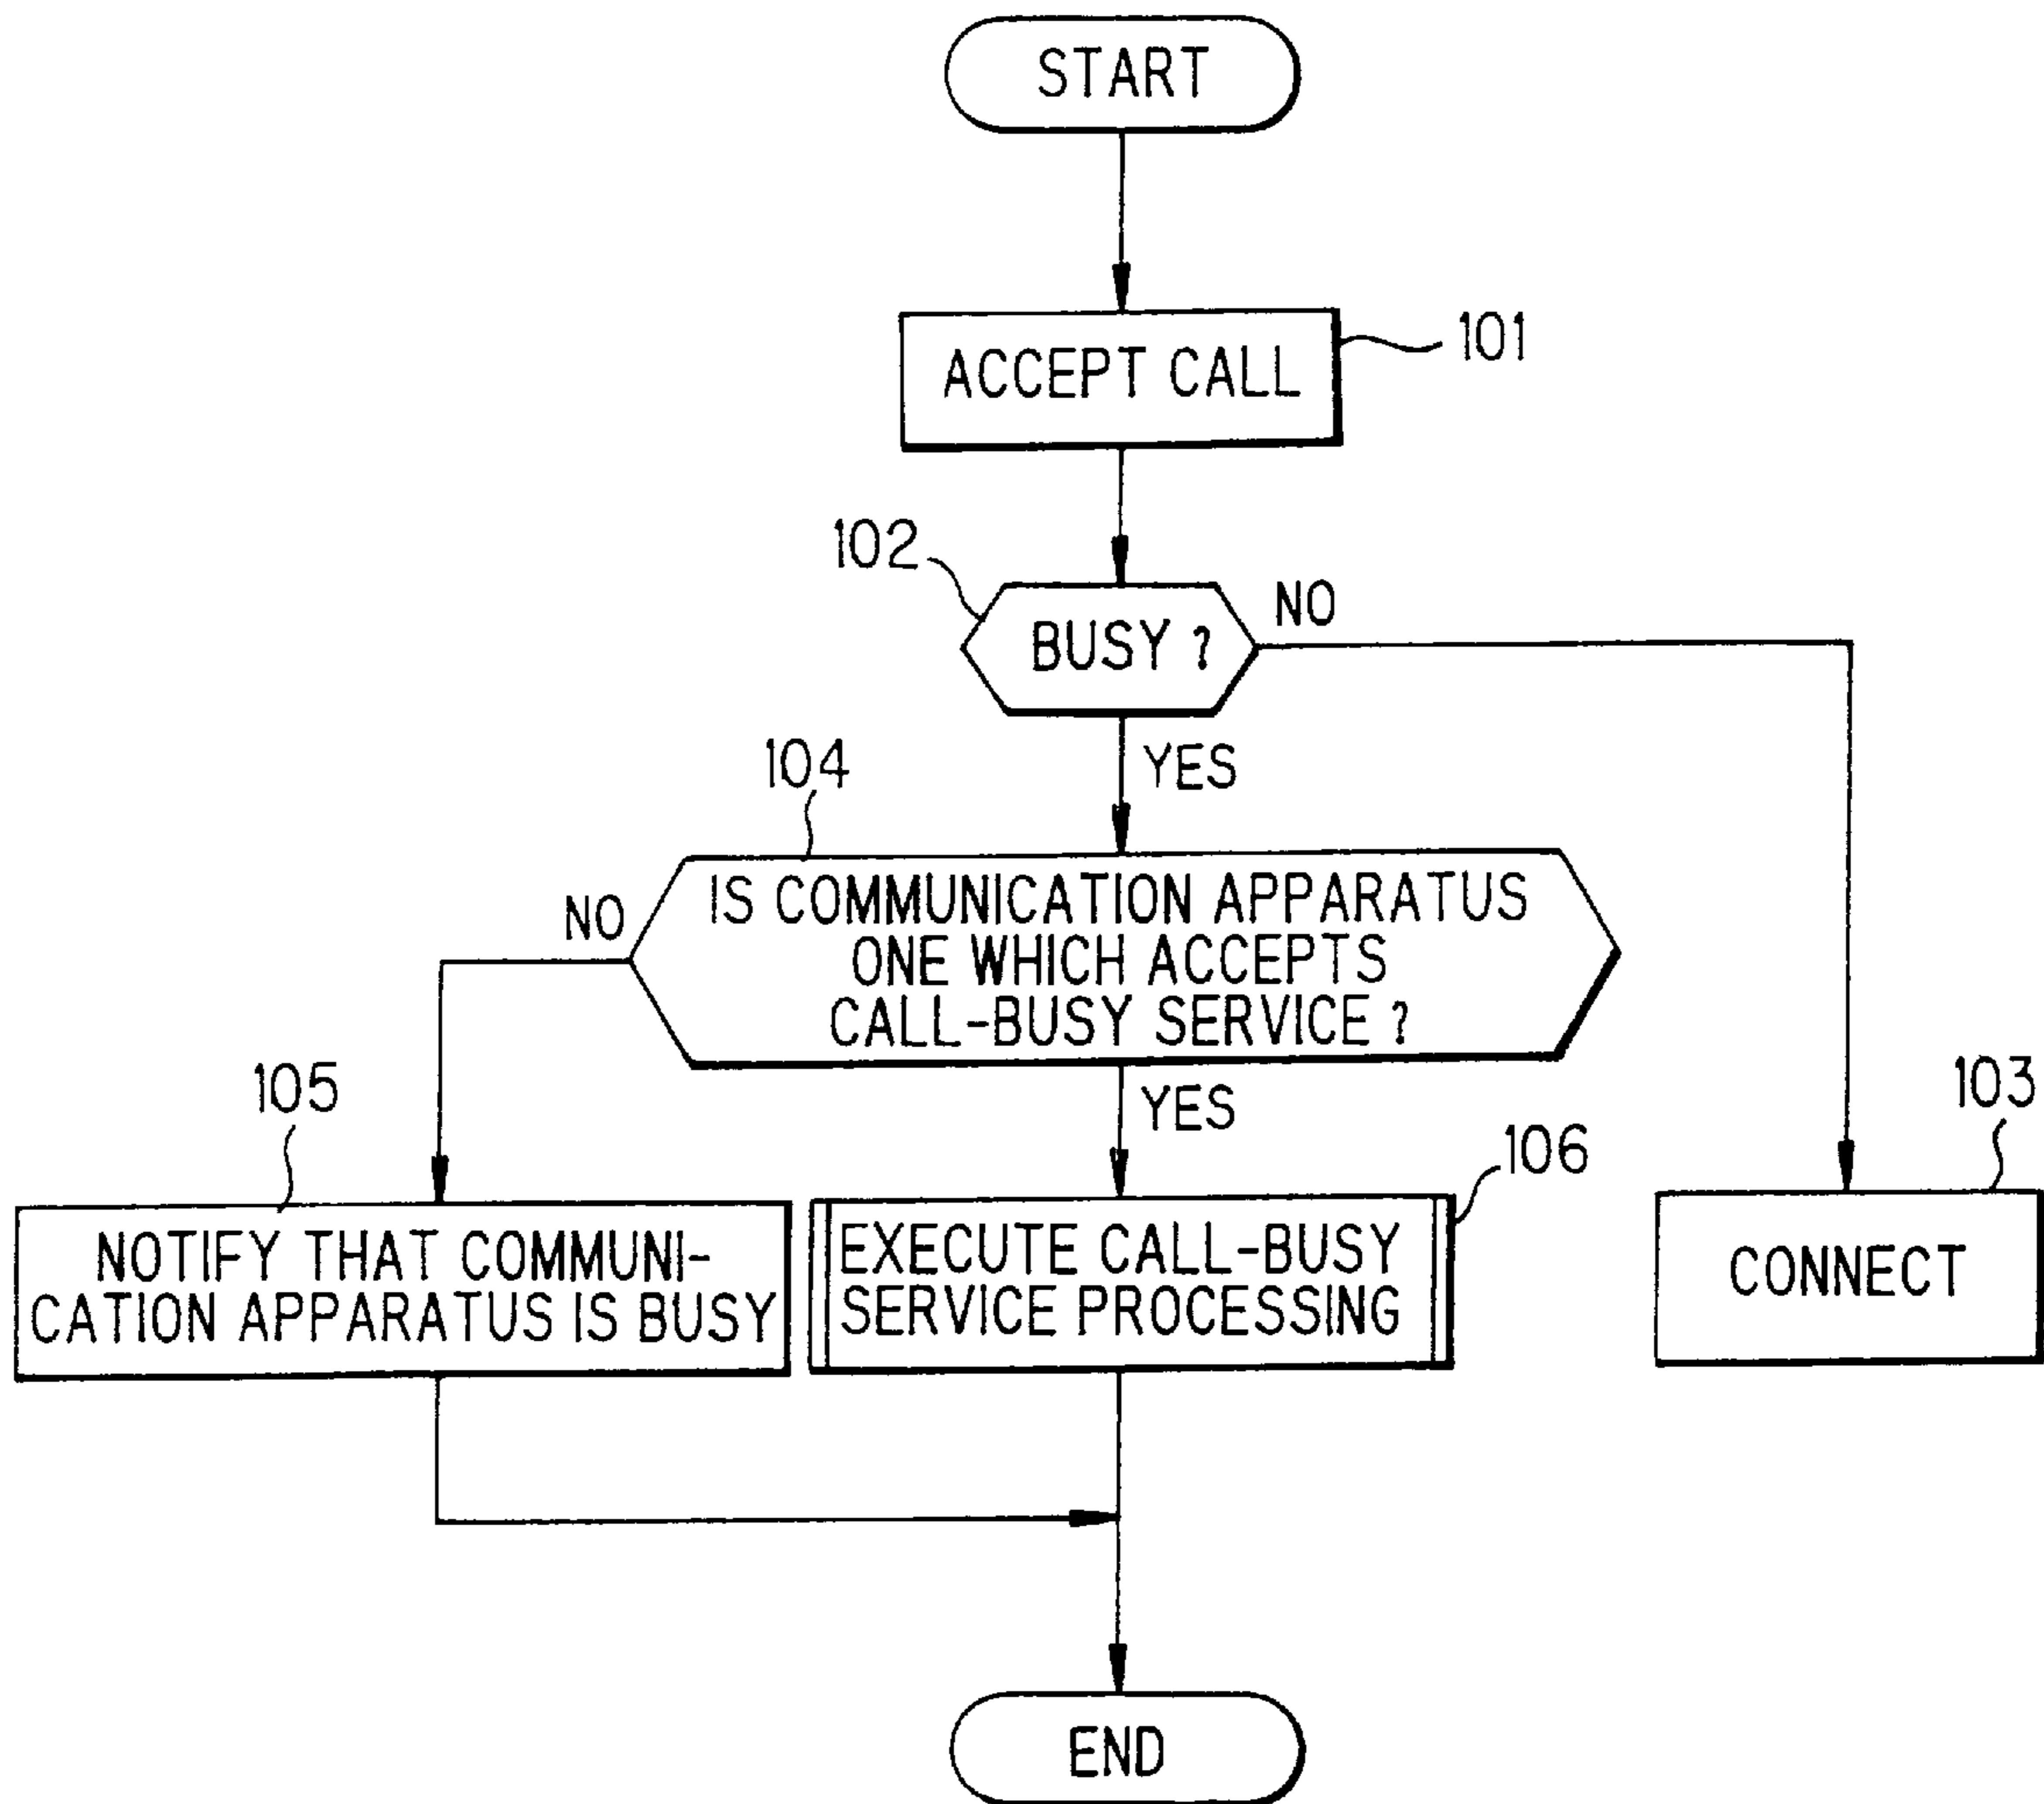 START
ACCEPT CALL
101
102
BUSY ?
NO
YES
104
NO
IS COMMUNICATION APPARATUS
ONE WHICH ACCEPTS
CALL-BUSY SERVICE ?
YES
105
106
103
NOTIFY THAT COMMUNI-
CATION APPARATUS IS BUSY
EXECUTE CALL-BUSY
SERVICE PROCESSING
CONNECT
END